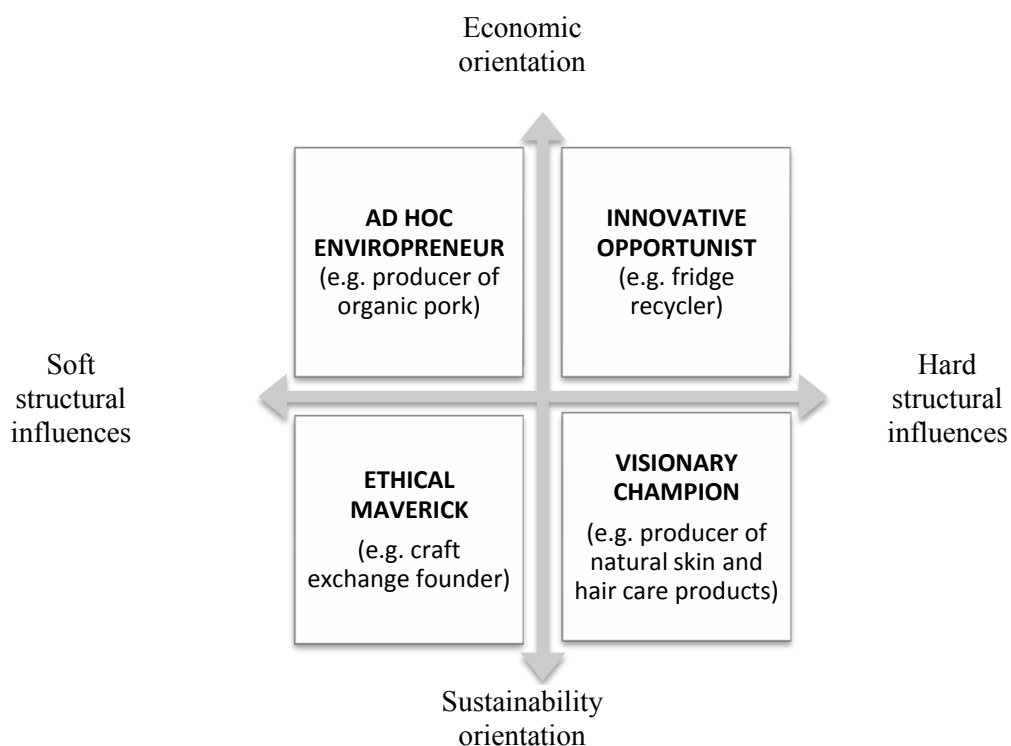 Economic
orientation
AD HOC
ENVIROPRENEUR
(e.g. producer of
organic pork)
INNOVATIVE
OPPORTUNIST
(e.g. fridge
recycler)
Soft
structural
influences
Hard
structural
influences
ETHICAL
MAVERICK
(e.g. craft
exchange founder)
VISIONARY
CHAMPION
(e.g. producer of
natural skin and
hair care products)
Sustainability
orientation